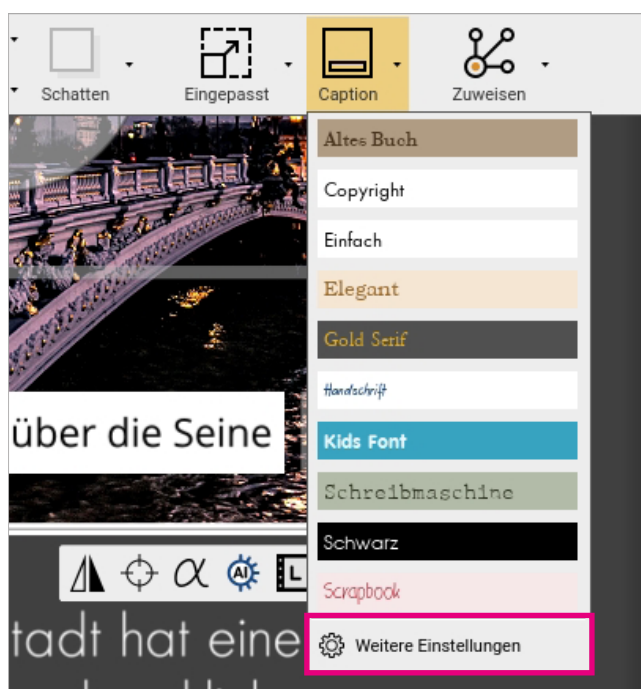 Schatten
Eingepasst
Caption
Zuweisen
Altes Buch
Copyright
Einfach
Elegant
Gold Serif
Handschrift
über die Seine
Kids Font
Schreibmaschine
Schwarz
Scrapbook
α AI L
tadt hat eine
Weitere Einstellungen